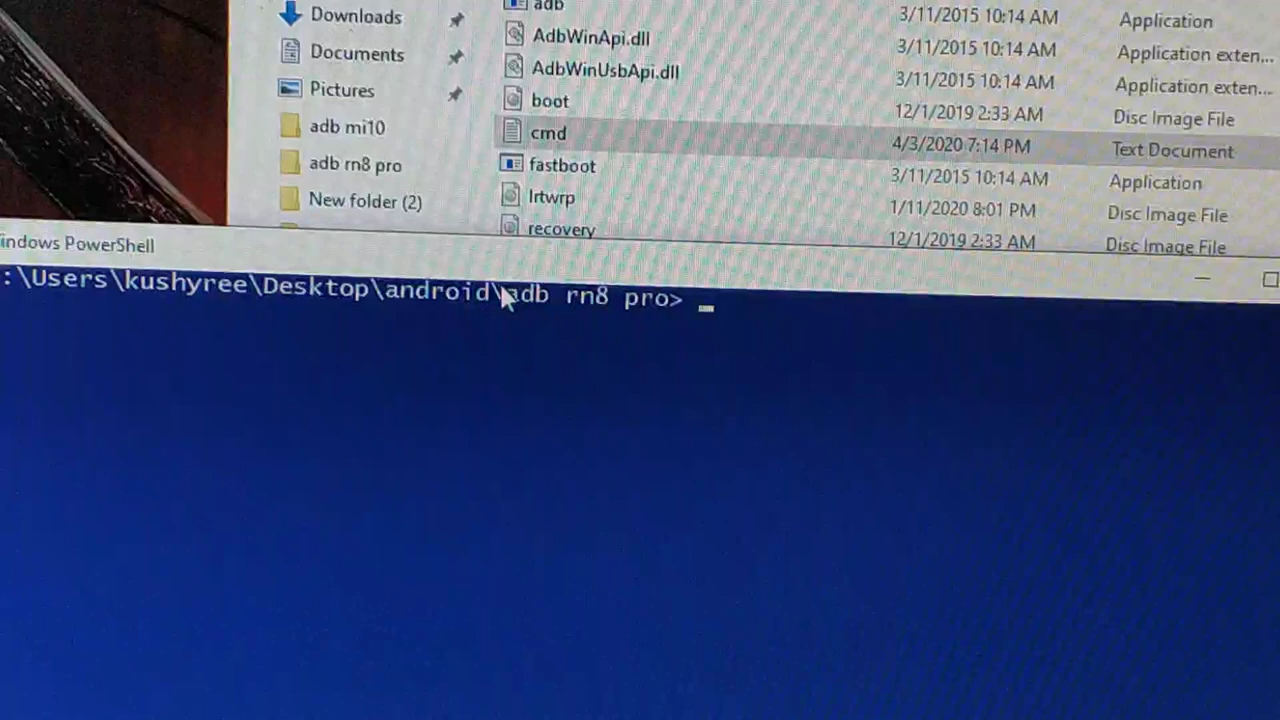 adb 3/11/2015 10:14 AM Application
Downloads AdbWinApi.dll 3/11/2015 10:14 AM Application exten...
Documents AdbWinUsbApi.dll 3/11/2015 10:14 AM Application exten...
Pictures boot 12/1/2019 2:33 AM Disc Image File
adb mi10 cmd 4/3/2020 7:14 PM Text Document
adb rn8 pro fastboot 3/11/2015 10:14 AM Application
New folder (2) lrtwrp 1/11/2020 8:01 PM Disc Image File
recovery 12/1/2019 2:33 AM Disc Image File
indows PowerShell
:\Users\kushyree\Desktop\android\adb rn8 pro> _